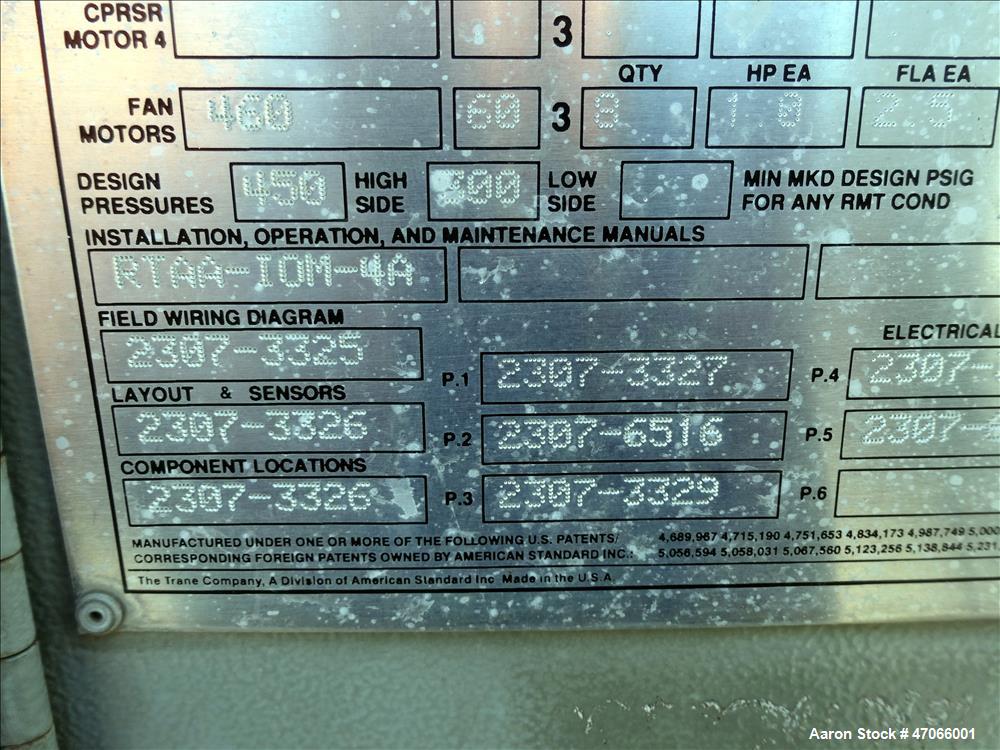 CPRSR
MOTOR 4
3
QTY HP EA FLA EA
FAN
MOTORS
460 60 3 8 1.0 2.5
DESIGN
PRESSURES
450 HIGH
SIDE
300 LOW
SIDE
MIN MKD DESIGN PSIG
FOR ANY RMT COND
INSTALLATION, OPERATION, AND MAINTENANCE MANUALS
RTAA-IOM-4A
FIELD WIRING DIAGRAM
ELECTRICAL
2307-3325
P.1 2307-3327 P.4 2307-
LAYOUT & SENSORS
2307-3326
P.2 2307-6516 P.5 2307-
COMPONENT LOCATIONS
2307-3326
P.3 2307-3329 P.6
MANUFACTURED UNDER ONE OR MORE OF THE FOLLOWING U.S. PATENTS/ 4,689,967 4,715,190 4,751,653 4,834,173 4,987,749 5,000
CORRESPONDING FOREIGN PATENTS OWNED BY AMERICAN STANDARD INC.: 5,056,594 5,058,031 5,067,560 5,123,256 5,138,844 5,231
The Trane Company, A Division of American Standard Inc Made in the U.S.A.
Aaron Stock # 47066001